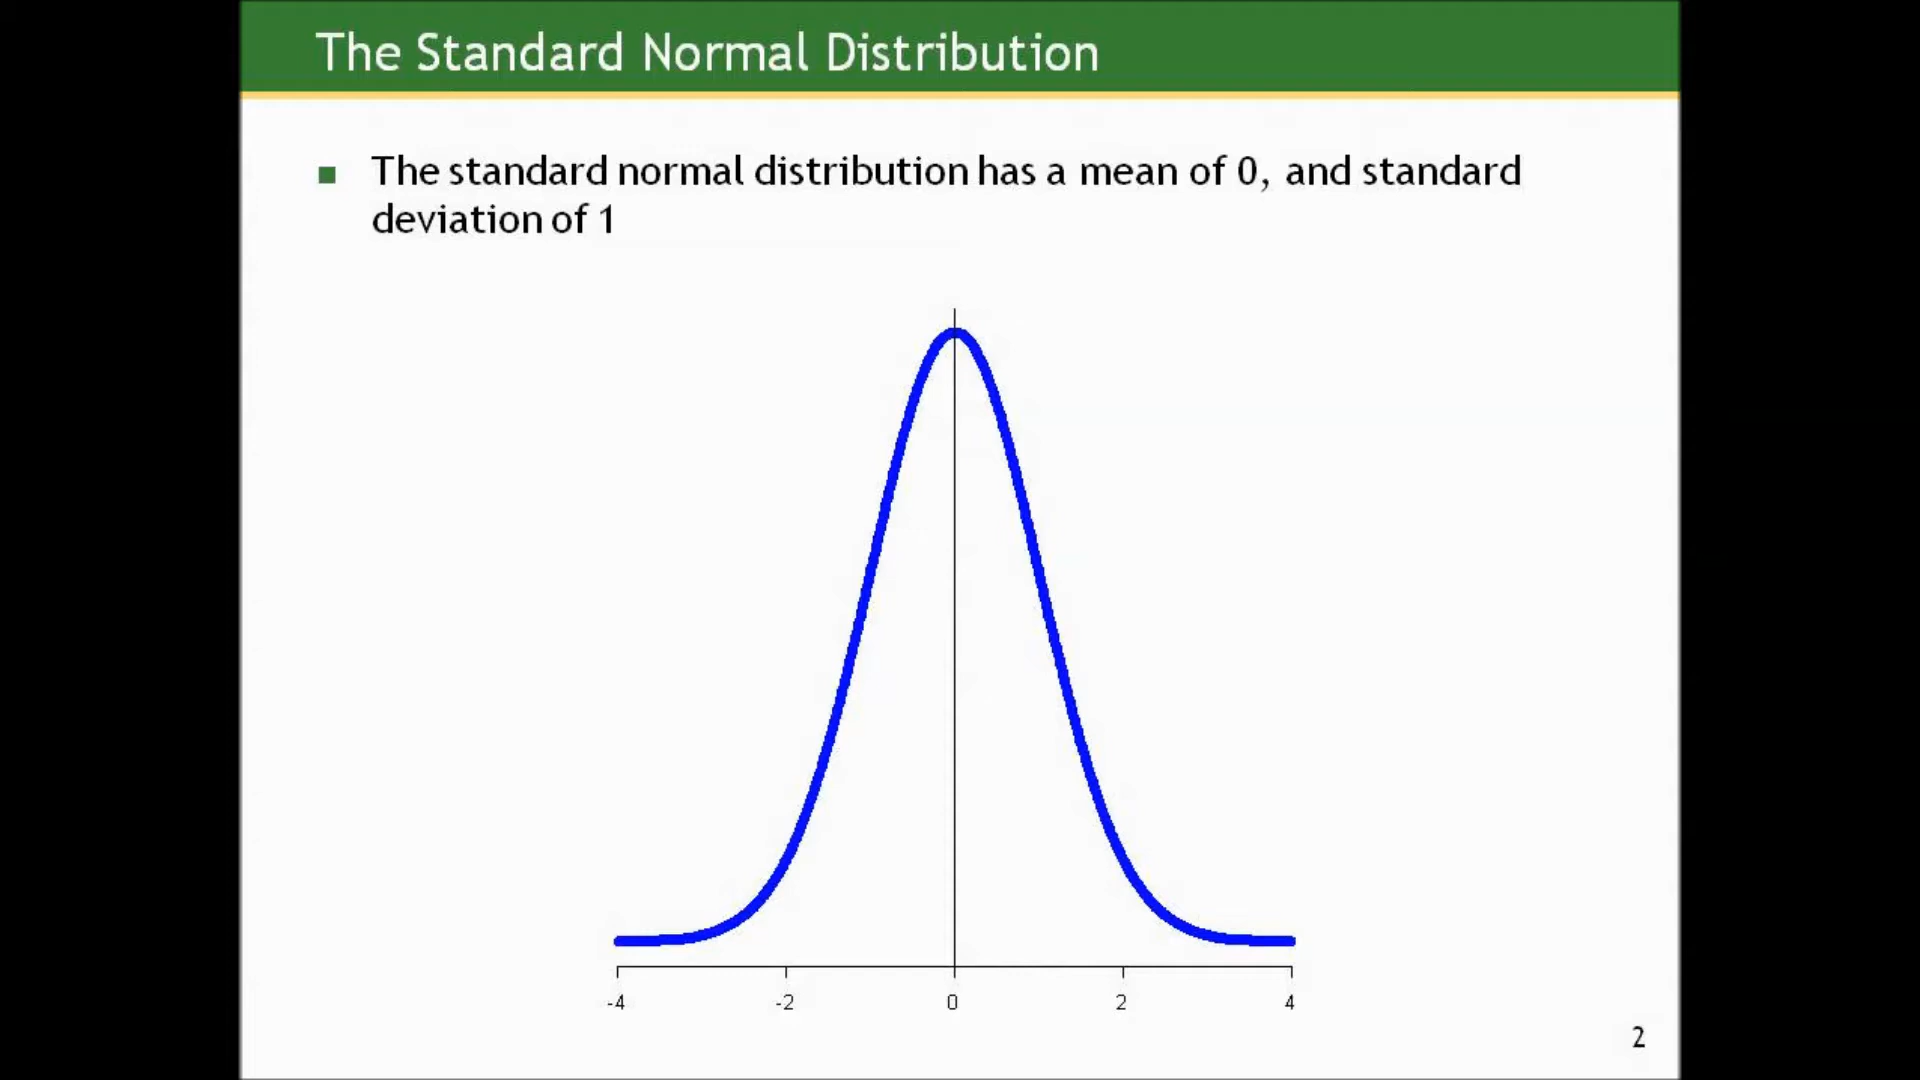 The Standard Normal Distribution
The standard normal distribution has a mean of 0, and standard
deviation of 1
-4 -2 0 2 4
2